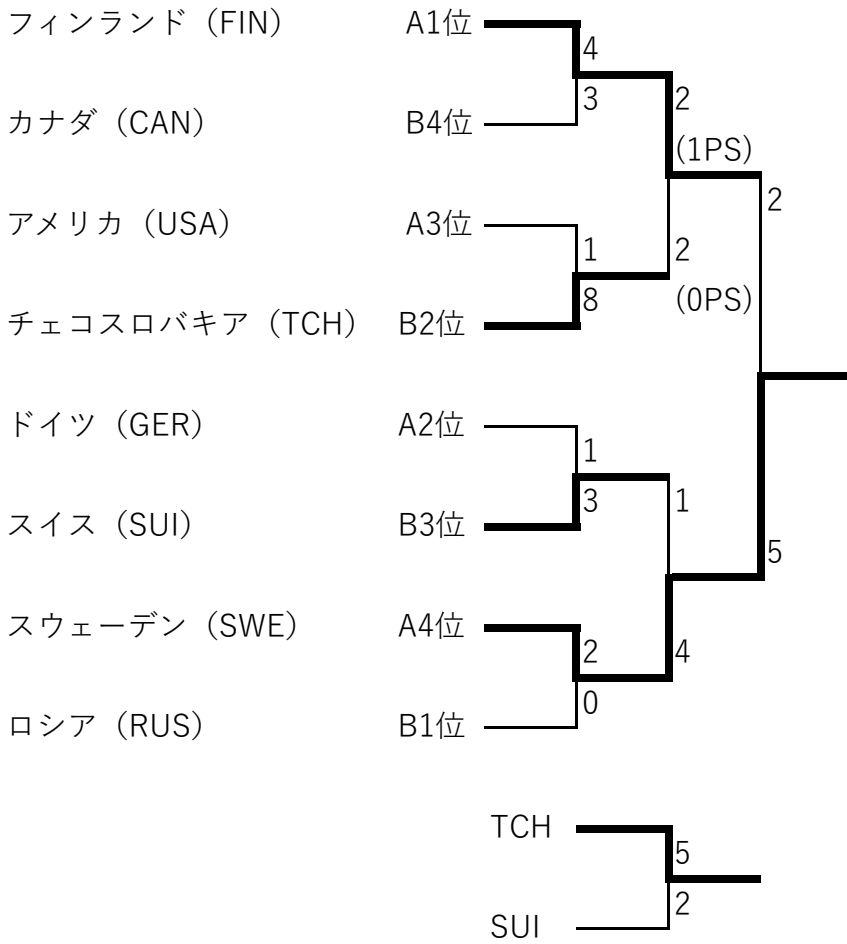 フィンランド（FIN） A1位
4
3
カナダ（CAN） B4位
2
(1PS)
アメリカ（USA） A3位
1
8
2
(0PS)
チェコスロバキア（TCH） B2位
2
ドイツ（GER） A2位
1
3
スイス（SUI） B3位
1
5
スウェーデン（SWE） A4位
2
0
4
ロシア（RUS） B1位
TCH
5
2
SUI